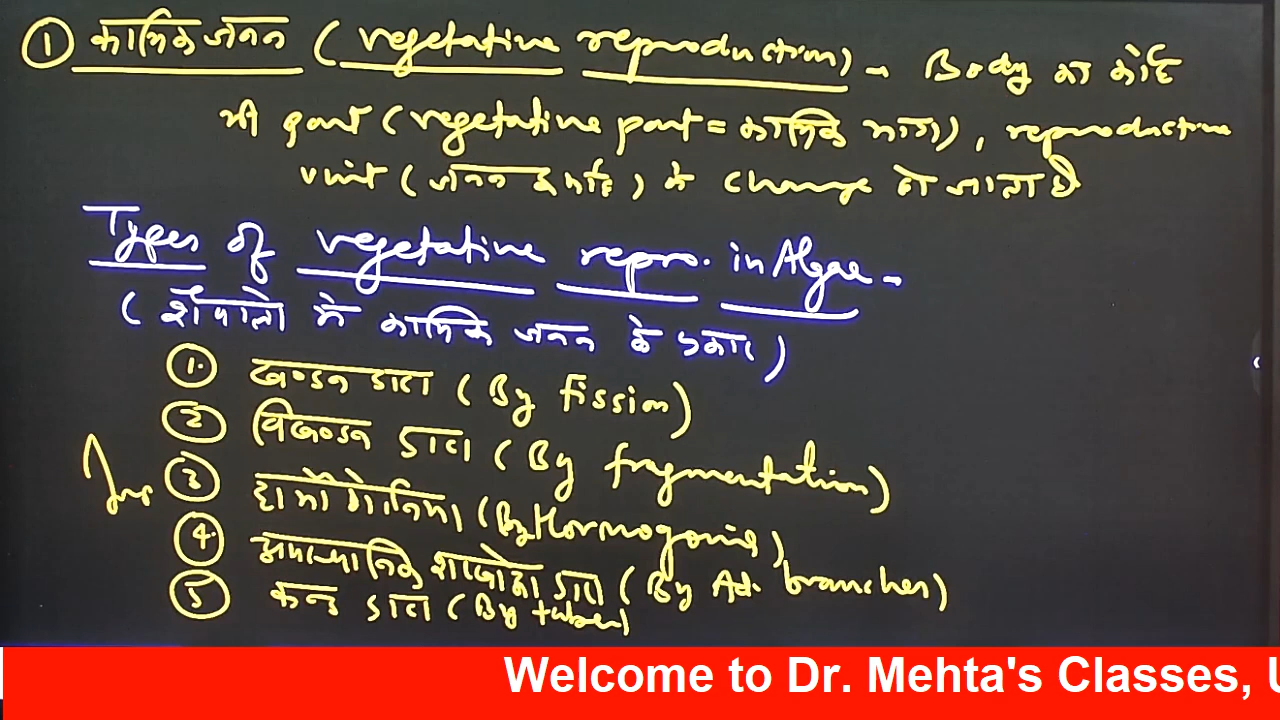 ① कायिक जनन (vegetative reproduction) - Body का कोई
भी part (vegetative part = कायिक भाग), reproductive
unit (जनन इकाई) में change हो जाता है
Types of vegetative repro. in Algae -
(शैवालों में कायिक जनन के प्रकार)
① खण्डन द्वारा (By fission)
② विखण्डन द्वारा (By fragmentation)
③ हार्मोगोनिया (By Hormogonia)
④ अपस्थानिक शाखाओं द्वारा (By Ad. branches)
⑤ कन्द द्वारा (By tuber)
Welcome to Dr. Mehta's Classes, U